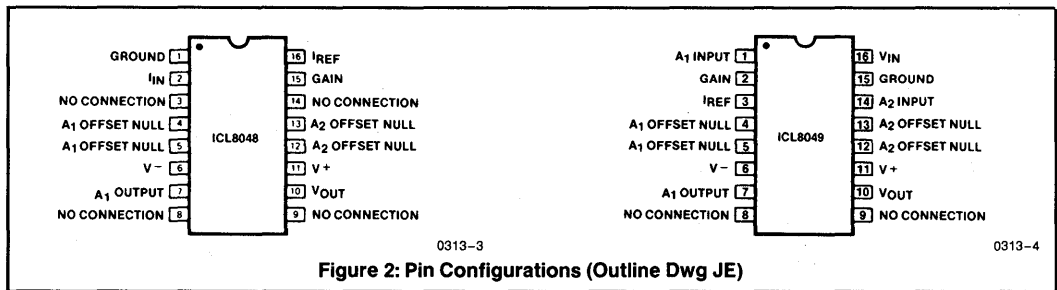 GROUND 1 16 IREF
IIN 2 15 GAIN
NO CONNECTION 3 14 NO CONNECTION
A1 OFFSET NULL 4 13 A2 OFFSET NULL
ICL8048
A1 OFFSET NULL 5 12 A2 OFFSET NULL
V- 6 11 V+
A1 OUTPUT 7 10 VOUT
NO CONNECTION 8 9 NO CONNECTION
0313-3
A1 INPUT 1 16 VIN
GAIN 2 15 GROUND
IREF 3 14 A2 INPUT
A1 OFFSET NULL 4 13 A2 OFFSET NULL
ICL8049
A1 OFFSET NULL 5 12 A2 OFFSET NULL
V- 6 11 V+
A1 OUTPUT 7 10 VOUT
NO CONNECTION 8 9 NO CONNECTION
0313-4
Figure 2: Pin Configurations (Outline Dwg JE)